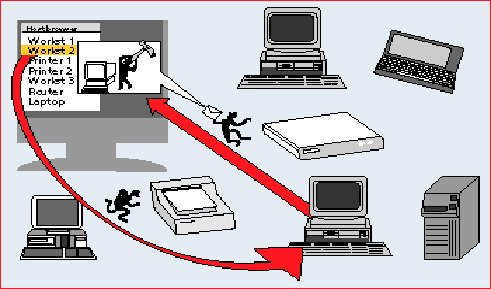 Hostbrowser
Workst 1
Workst 2
Printer 1
Printer 2
Workst 3
Router
Laptop